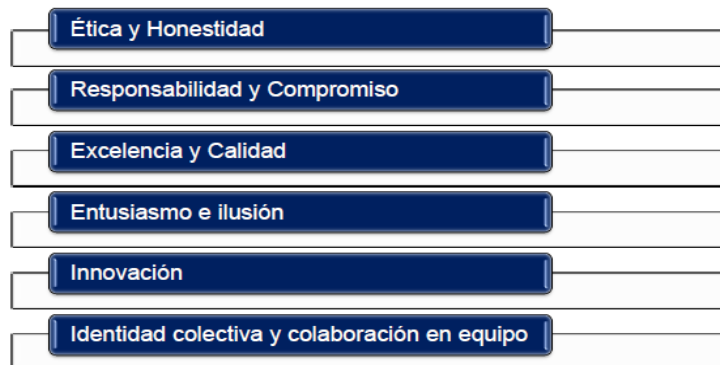 Ética y Honestidad
Responsabilidad y Compromiso
Excelencia y Calidad
Entusiasmo e ilusión
Innovación
Identidad colectiva y colaboración en equipo